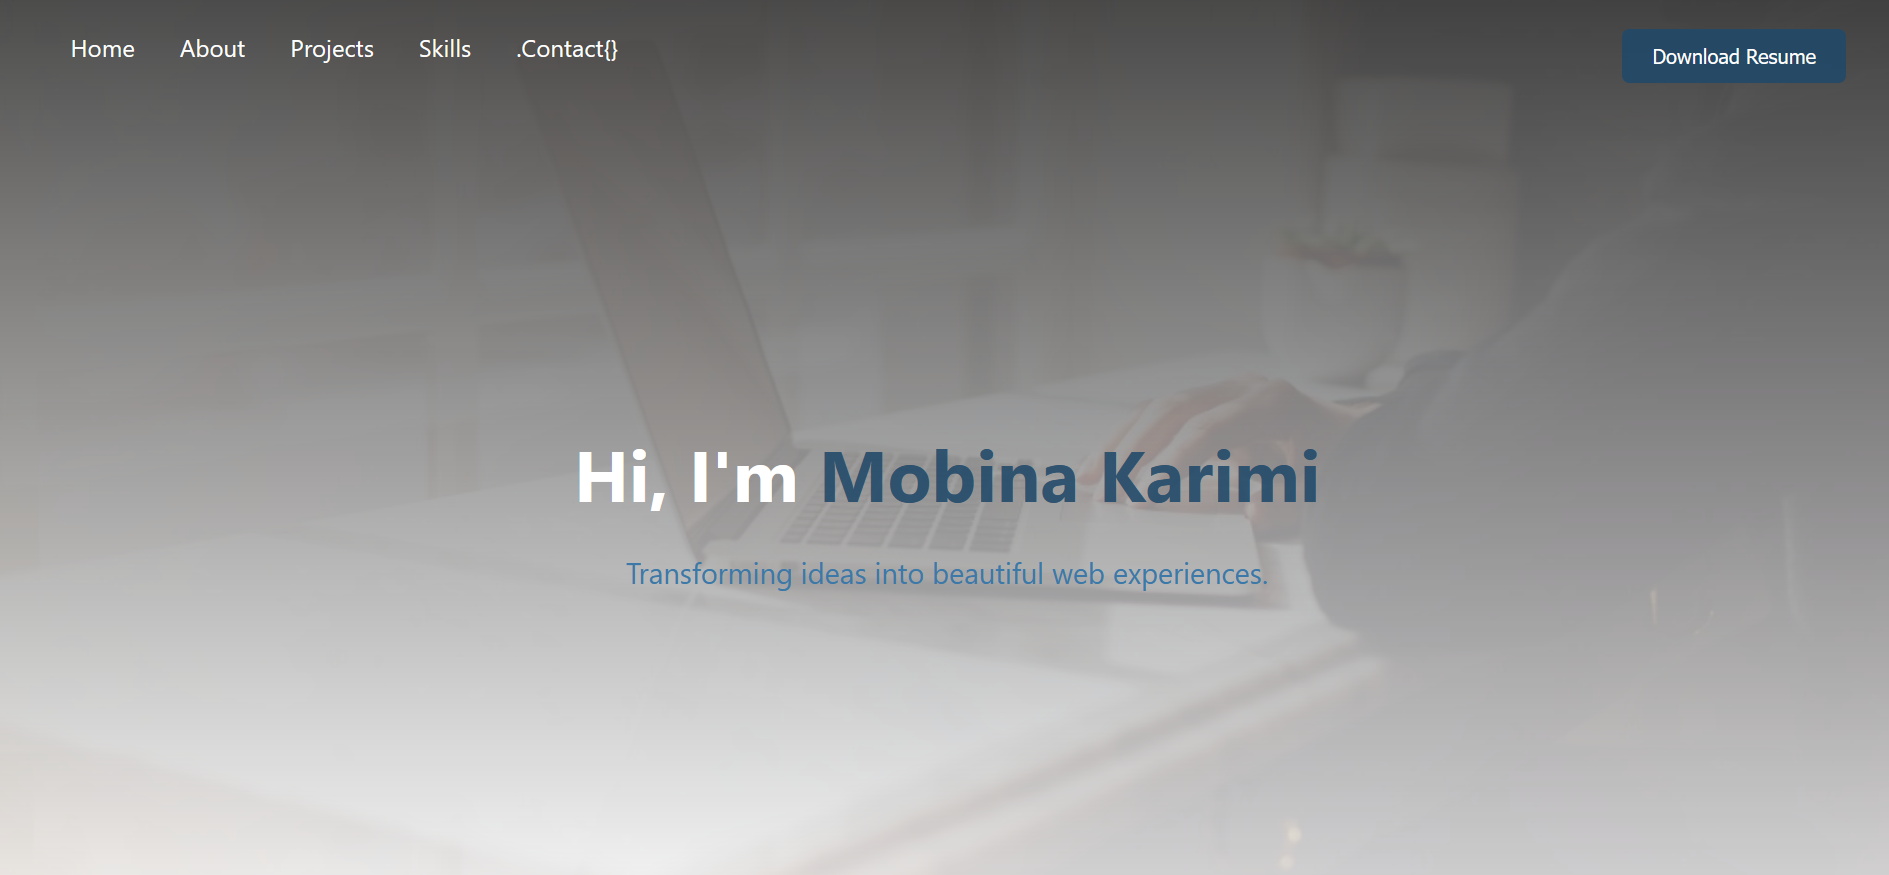 Home About Projects Skills .Contact{}
Download Resume
Hi, I'm Mobina Karimi
Transforming ideas into beautiful web experiences.